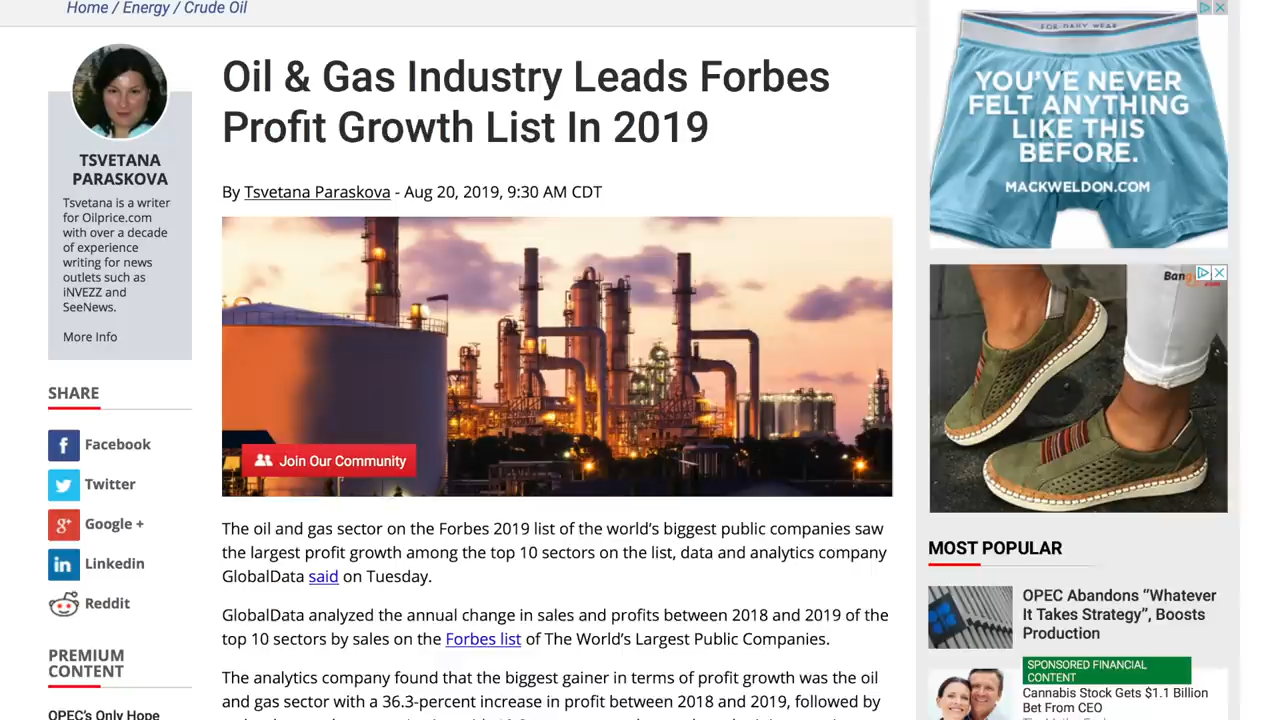 Home / Energy / Crude Oil
TSVETANA
PARASKOVA
Tsvetana is a writer
for Oilprice.com
with over a decade
of experience
writing for news
outlets such as
iNVEZZ and
SeeNews.
More Info
SHARE
Facebook
Twitter
Google +
Linkedin
Reddit
PREMIUM
CONTENT
OPEC's Only Hope
Oil & Gas Industry Leads Forbes
Profit Growth List In 2019
By Tsvetana Paraskova - Aug 20, 2019, 9:30 AM CDT
Join Our Community
The oil and gas sector on the Forbes 2019 list of the world's biggest public companies saw
the largest profit growth among the top 10 sectors on the list, data and analytics company
GlobalData said on Tuesday.
GlobalData analyzed the annual change in sales and profits between 2018 and 2019 of the
top 10 sectors by sales on the Forbes list of The World's Largest Public Companies.
The analytics company found that the biggest gainer in terms of profit growth was the oil
and gas sector with a 36.3-percent increase in profit between 2018 and 2019, followed by
FOR DAILY WEAR
YOU'VE NEVER
FELT ANYTHING
LIKE THIS
BEFORE.
MACKWELDON.COM
Bang
MOST POPULAR
OPEC Abandons "Whatever
It Takes Strategy", Boosts
Production
SPONSORED FINANCIAL
CONTENT
Cannabis Stock Gets $1.1 Billion
Bet From CEO